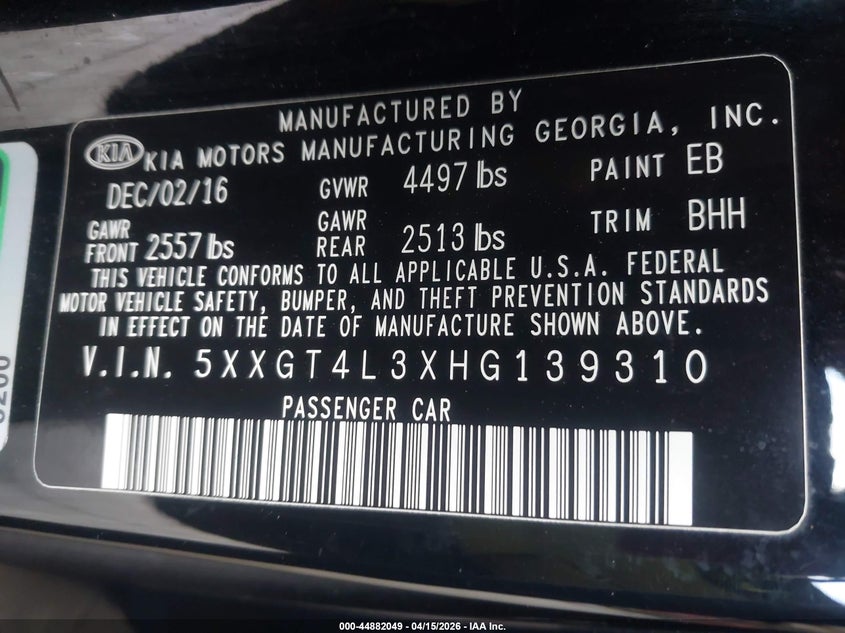 MANUFACTURED BY
KIA KIA MOTORS MANUFACTURING GEORGIA, INC.
DEC/02/16 GVWR 4497 lbs PAINT EB
GAWR FRONT 2557 lbs GAWR REAR 2513 lbs TRIM BHH
THIS VEHICLE CONFORMS TO ALL APPLICABLE U.S.A. FEDERAL
MOTOR VEHICLE SAFETY, BUMPER, AND THEFT PREVENTION STANDARDS
IN EFFECT ON THE DATE OF MANUFACTURE SHOWN ABOVE.
V.I.N. 5XXGT4L3XHG139310
PASSENGER CAR
000-44882049 - 04/15/2026 - IAA Inc.